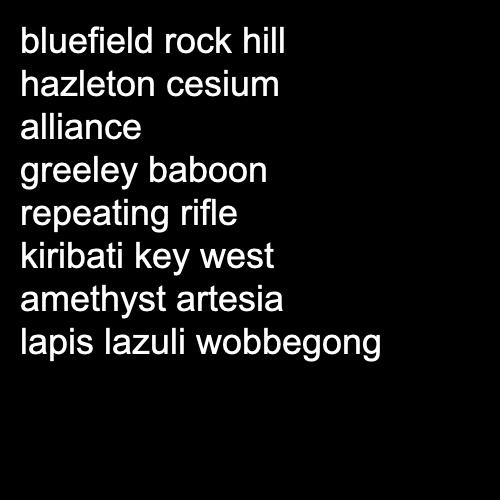 bluefield rock hill
hazleton cesium
alliance
greeley baboon
repeating rifle
kiribati key west
amethyst artesia
lapis lazuli wobbegong